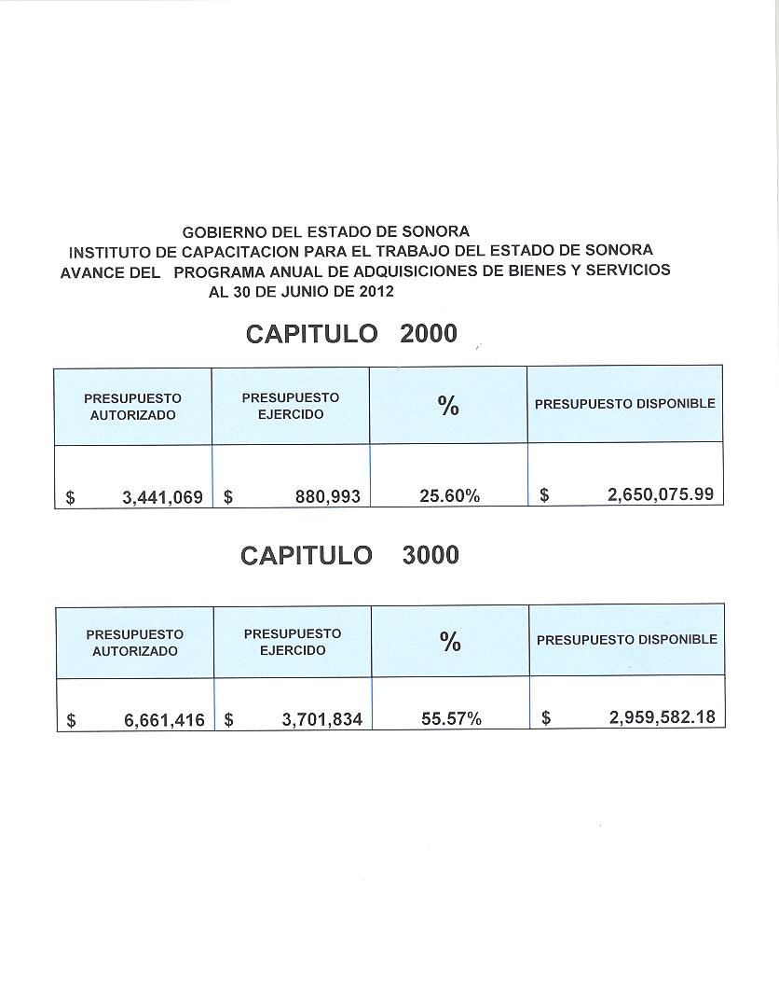 GOBIERNO DEL ESTADO DE SONORA
INSTITUTO DE CAPACITACION PARA EL TRABAJO DEL ESTADO DE SONORA
AVANCE DEL PROGRAMA ANUAL DE ADQUISICIONES DE BIENES Y SERVICIOS
AL 30 DE JUNIO DE 2012
CAPITULO 2000
PRESUPUESTO AUTORIZADO PRESUPUESTO EJERCIDO % PRESUPUESTO DISPONIBLE
$ 3,441,069 $ 880,993 25.60% $ 2,650,075.99
CAPITULO 3000
PRESUPUESTO AUTORIZADO PRESUPUESTO EJERCIDO % PRESUPUESTO DISPONIBLE
$ 6,661,416 $ 3,701,834 55.57% $ 2,959,582.18